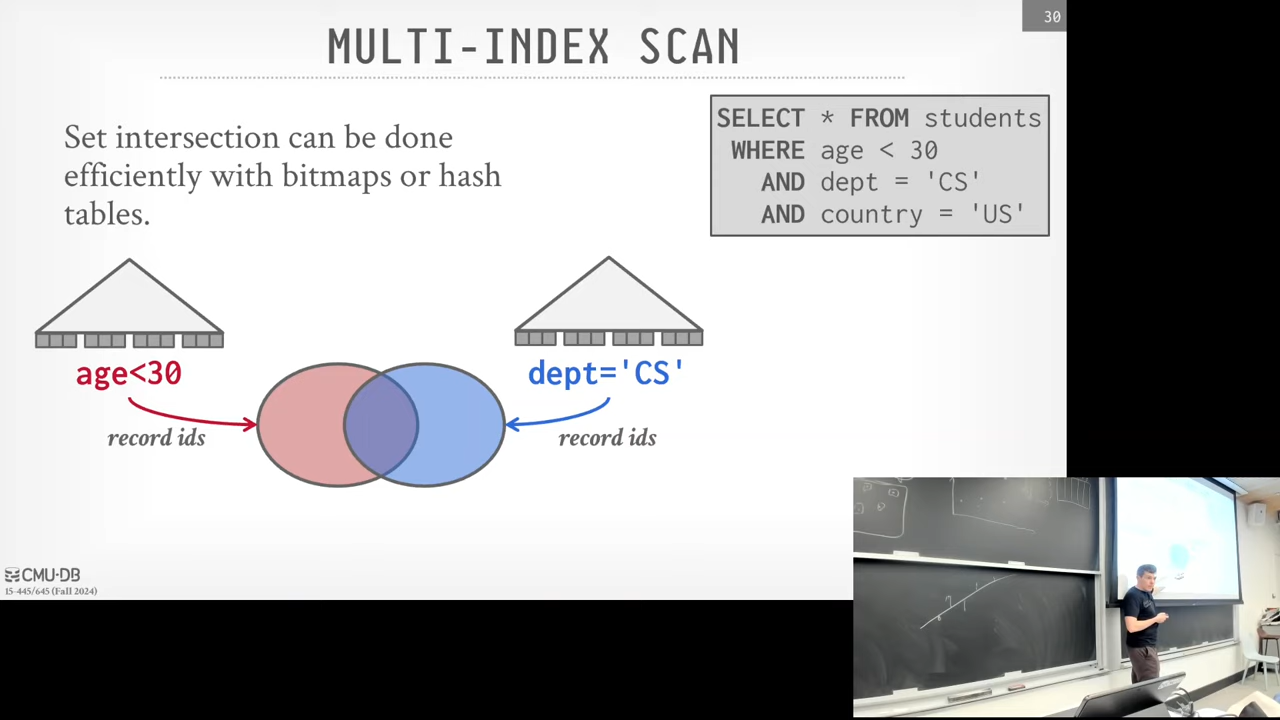 30
MULTI-INDEX SCAN
Set intersection can be done
efficiently with bitmaps or hash
tables.
SELECT * FROM students
WHERE age < 30
AND dept = 'CS'
AND country = 'US'
age<30
record ids
dept='CS'
record ids
CMU·DB
15-445/645 (Fall 2024)